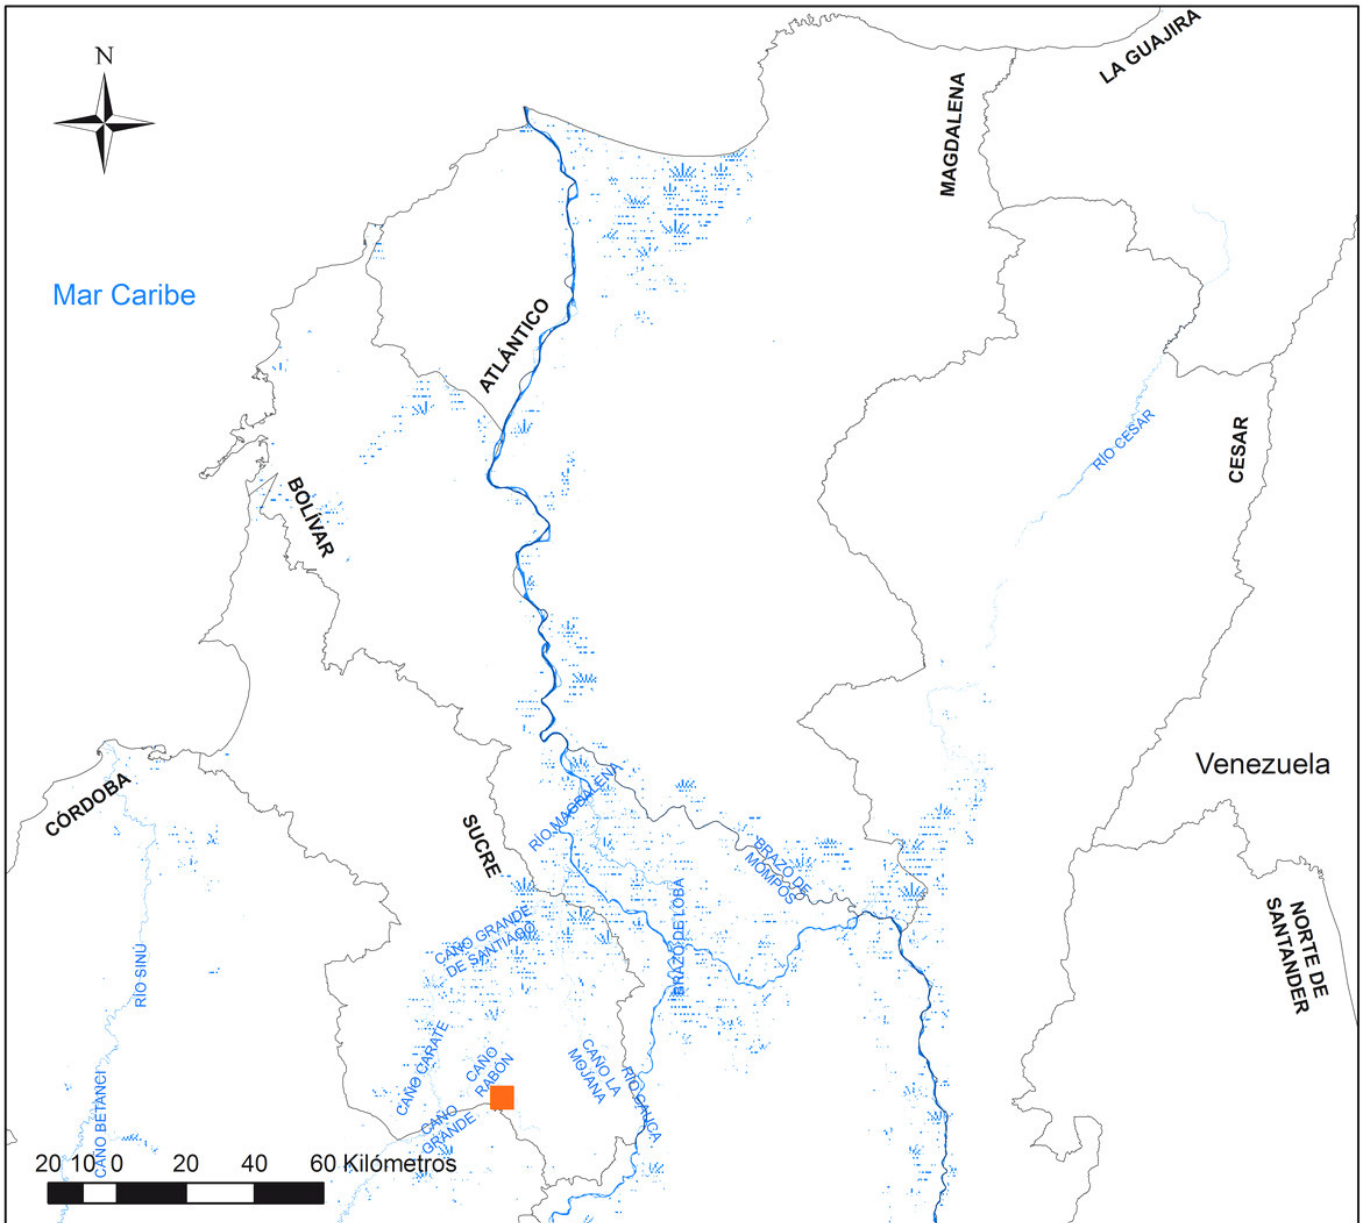 N
LA GUAJIRA
MAGDALENA
Mar Caribe
ATLÁNTICO
RÍO CESAR
CESAR
BOLÍVAR
Venezuela
CÓRDOBA
SUCRE
RÍO MAGDALENA
BRAZO DE
MOMPÓS
BRAZO DE LOBA
CAÑO GRANDE
DE SANTIAGO
NORTE DE
SANTANDER
RÍO SINÚ
CAÑO CARATE
CAÑO
RABÓN
CAÑO LA
MOJANA
RÍO CAUCA
CAÑO BETANCI
CAÑO
GRANDE
20 10 0 20 40 60 Kilómetros